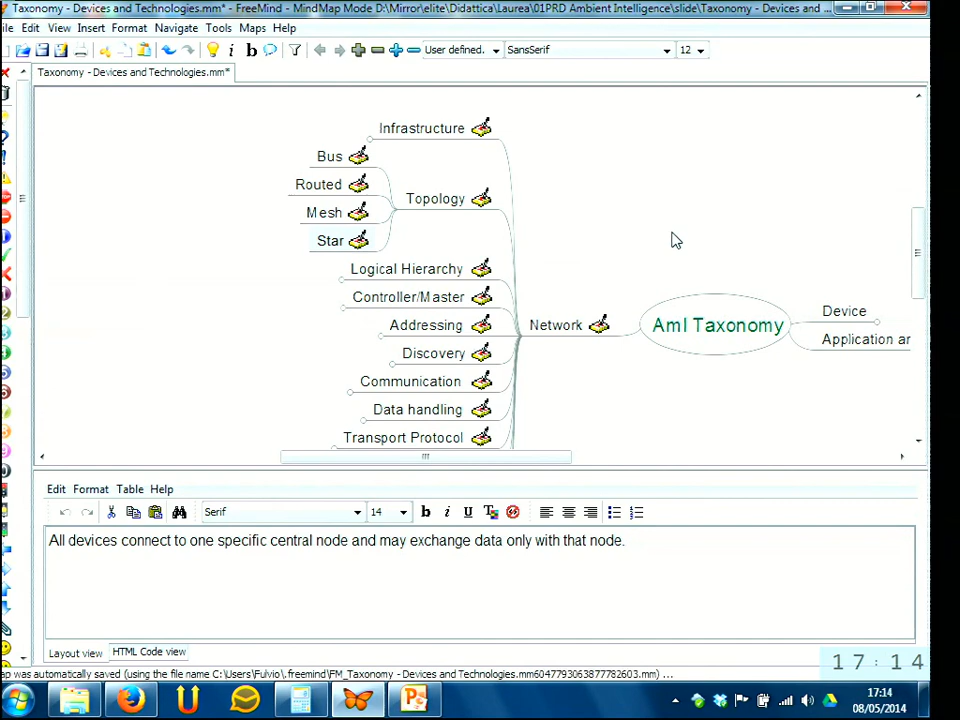 Taxonomy - Devices and Technologies.mm* - FreeMind - MindMap Mode D:\Mirror\elite\Didattica\Laurea\01PRD Ambient Intelligence\slide\Taxonomy - Devices and ...
ile Edit View Insert Format Navigate Tools Maps Help
User defined. SansSerif 12
Taxonomy - Devices and Technologies.mm*
Infrastructure
Bus
Routed
Topology
Mesh
Star
Logical Hierarchy
Controller/Master
Addressing
Network
AmI Taxonomy
Device
Application ar
Discovery
Communication
Data handling
Transport Protocol
Edit Format Table Help
Serif 14
All devices connect to one specific central node and may exchange data only with that node.
Layout view HTML Code view
ap was automatically saved (using the file name C:\Users\Fulvio\.freemind\FM_Taxonomy - Devices and Technologies.mm6047793063877782603.mm) ...
17:14
17:14
08/05/2014